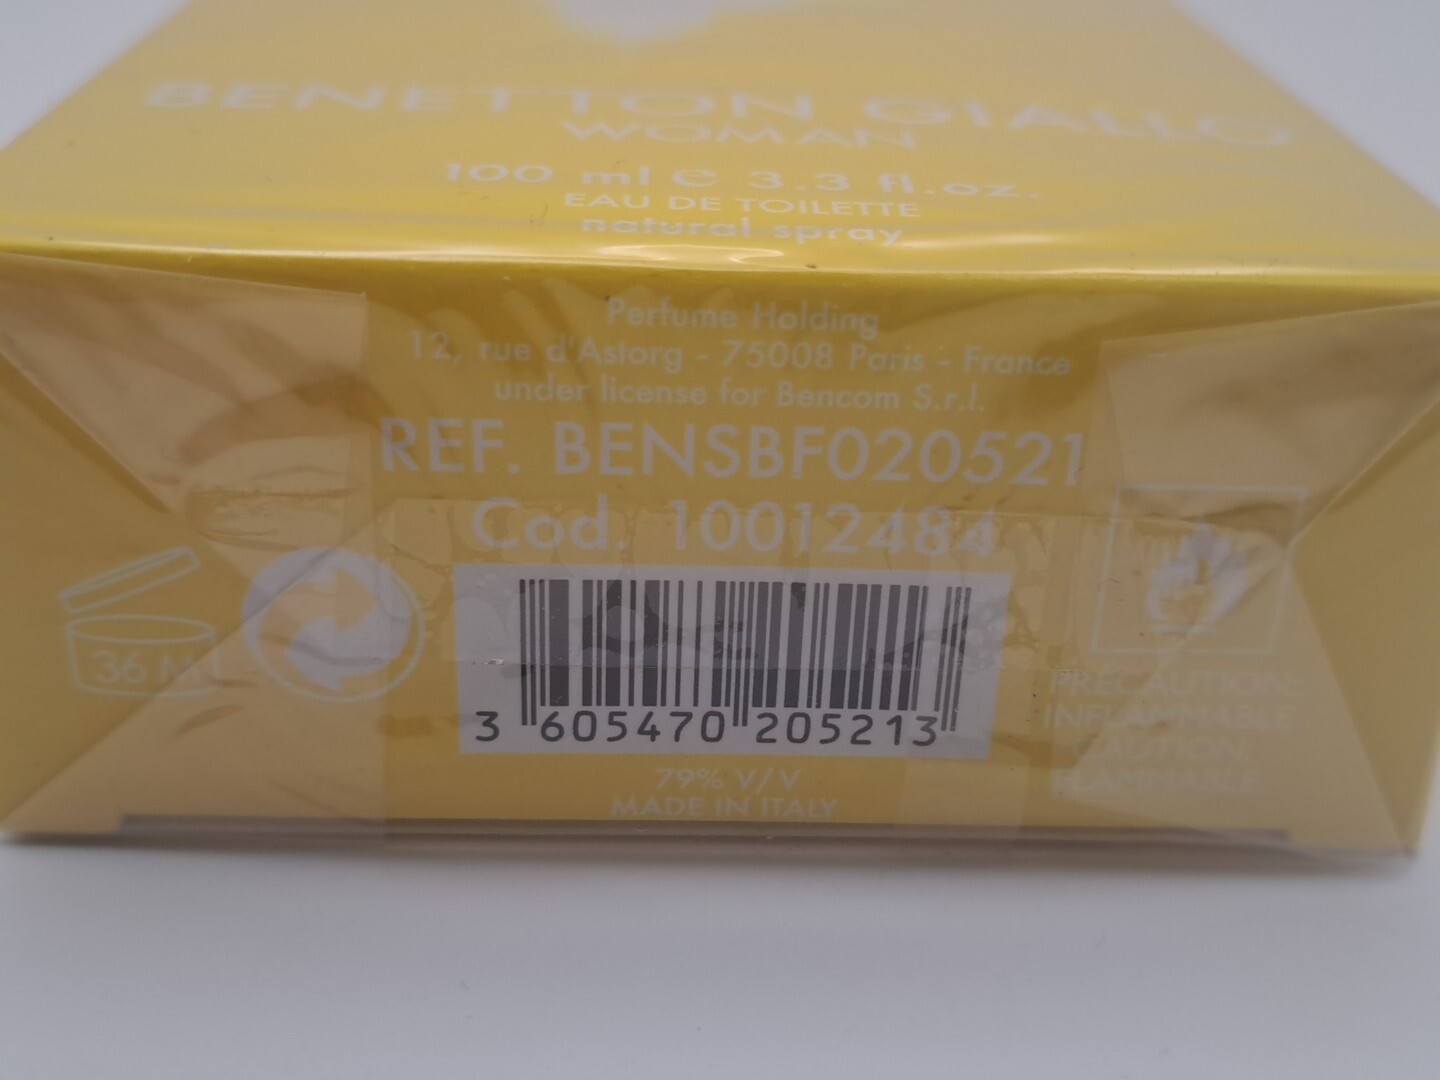 BENETTON GIALLO
WOMAN
100 ml e 3.3 fl.oz.
EAU DE TOILETTE
natural spray
Perfume Holding
12, rue d'Astorg - 75008 Paris - France
under license for Bencom S.r.l.
REF. BENSBF020521
Cod. 10012484
36 M
3 605470 205213
PRECAUTION:
INFLAMMABLE
CAUTION:
FLAMMABLE
79% V/V
MADE IN ITALY